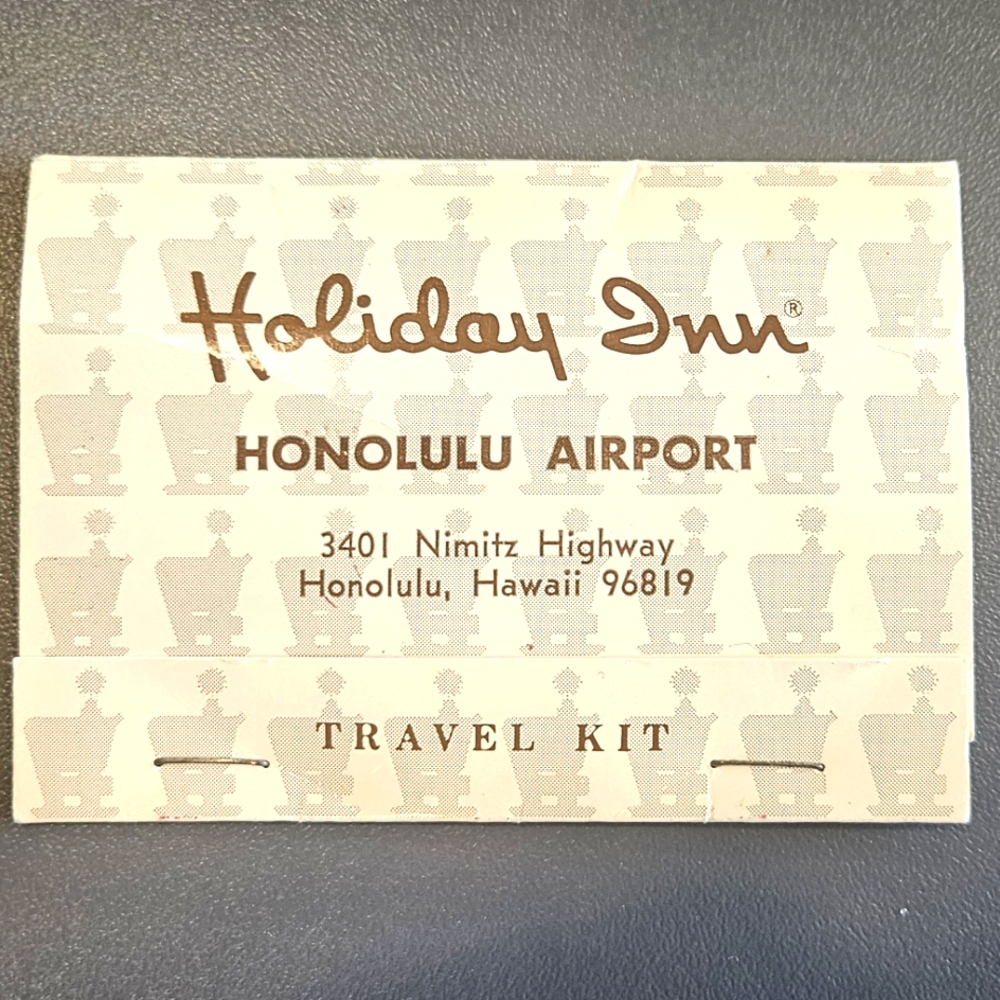 Holiday Inn®
HONOLULU AIRPORT
3401 Nimitz Highway
Honolulu, Hawaii 96819
TRAVEL KIT